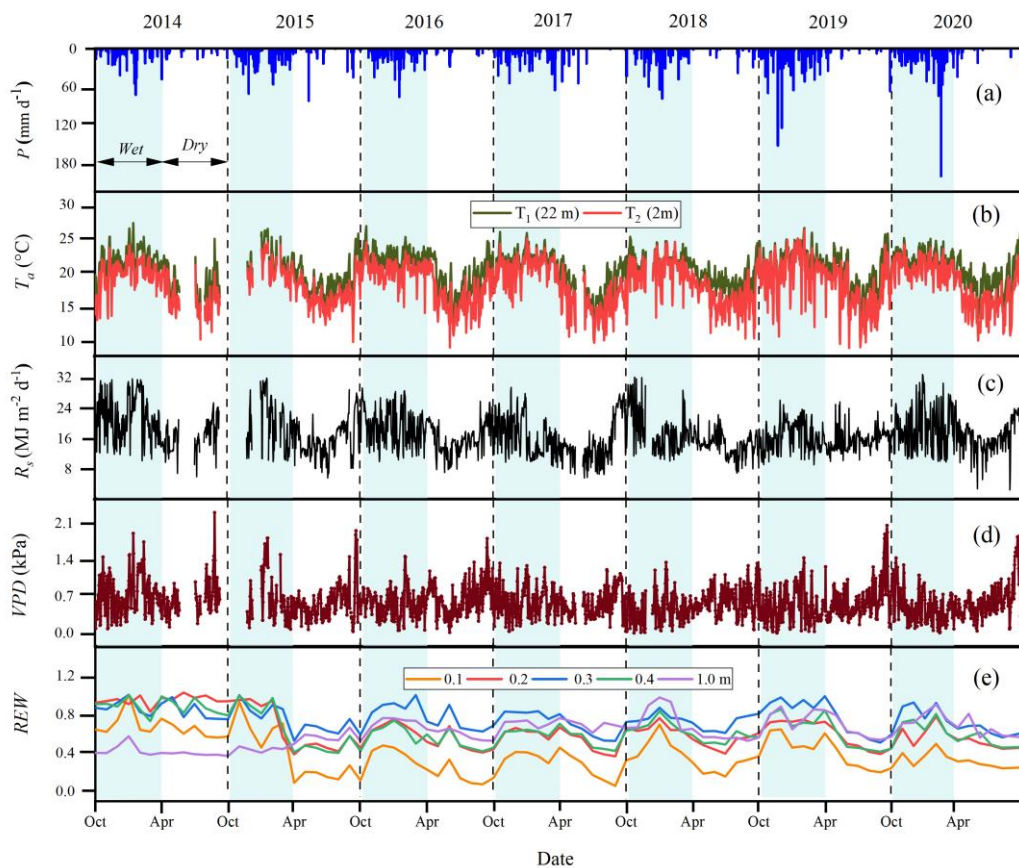 2014 2015 2016 2017 2018 2019 2020
0
60
120
180
P (mm d⁻¹)
Wet Dry
(a)
30
25
20
15
10
Tₐ (°C)
T₁ (22 m) T₂ (2m)
(b)
32
24
16
8
Rₛ (MJ m⁻² d⁻¹)
(c)
2.1
1.4
0.7
0.0
VPD (kPa)
(d)
1.2
0.8
0.4
0.0
REW
0.1 0.2 0.3 0.4 1.0 m
(e)
Oct Apr Oct Apr Oct Apr Oct Apr Oct Apr Oct Apr Oct Apr
Date